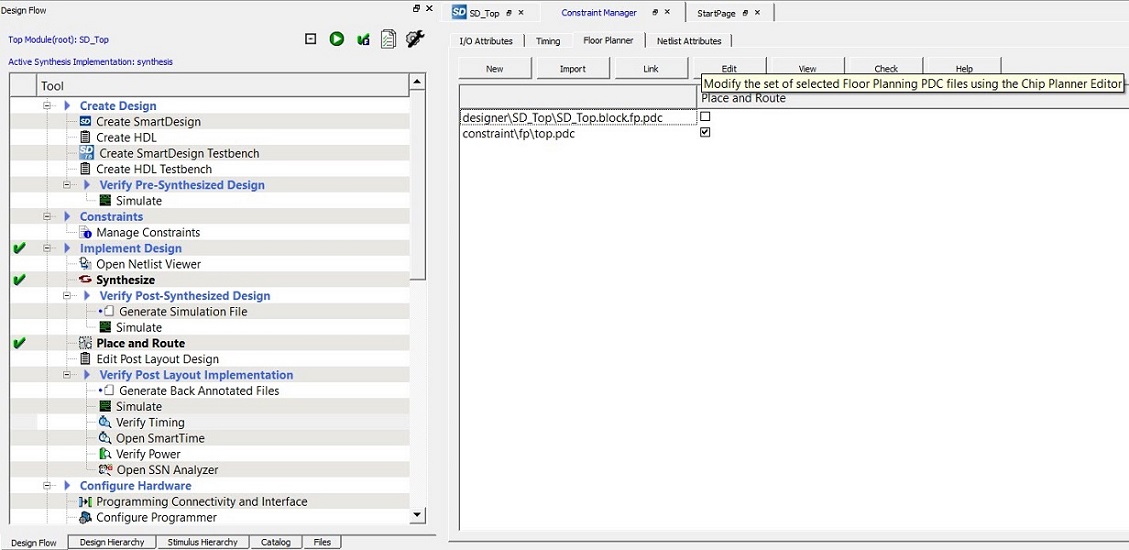 Design Flow
Top Module(root): SD_Top
Active Synthesis Implementation: synthesis
Tool
Create Design
SD Create SmartDesign
Create HDL
SD Create SmartDesign Testbench
Create HDL Testbench
Verify Pre-Synthesized Design
Simulate
Constraints
Manage Constraints
Implement Design
Open Netlist Viewer
Synthesize
Verify Post-Synthesized Design
Generate Simulation File
Simulate
Place and Route
Edit Post Layout Design
Verify Post Layout Implementation
Generate Back Annotated Files
Simulate
Verify Timing
Open SmartTime
Verify Power
Open SSN Analyzer
Configure Hardware
Programming Connectivity and Interface
Configure Programmer
Design Flow Design Hierarchy Stimulus Hierarchy Catalog Files
SD SD_Top Constraint Manager StartPage
I/O Attributes Timing Floor Planner Netlist Attributes
New Import Link Edit View Check Help
Modify the set of selected Floor Planning PDC files using the Chip Planner Editor
Place and Route
designer\SD_Top\SD_Top.block.fp.pdc
constraint\fp\top.pdc